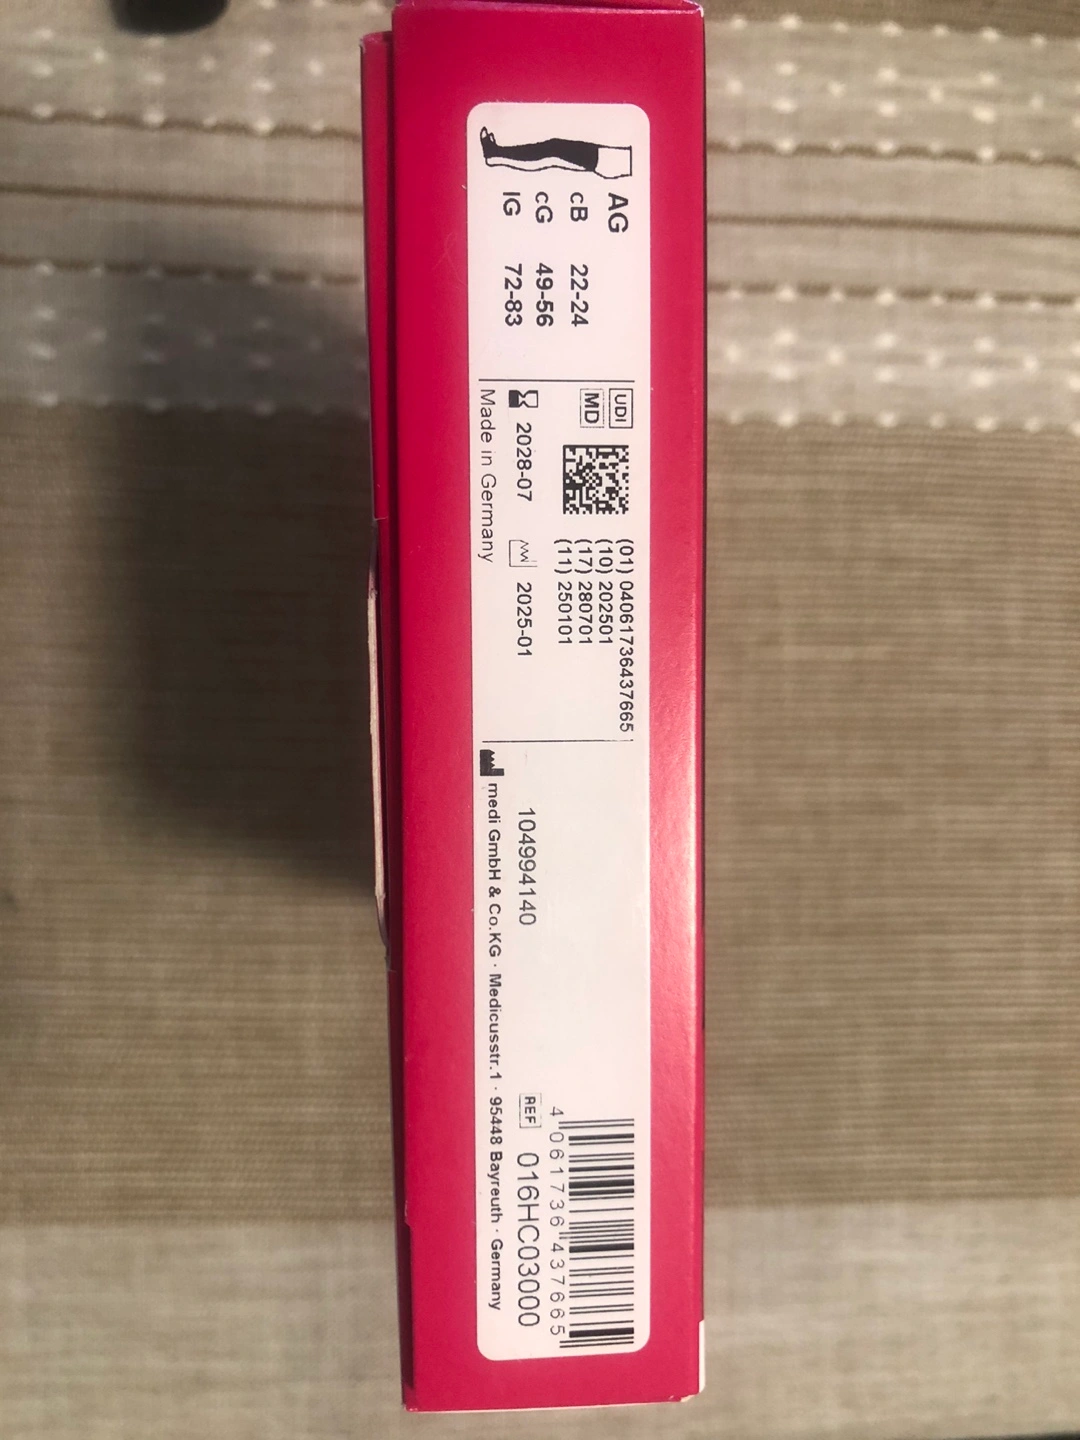 AG
cB 22-24
cG 49-56
lG 72-83
UDI
MD
(01) 04061736437665
(10) 202501
(17) 280701
(11) 250101
2028-07 2025-01
Made in Germany
104994140
medi GmbH & Co.KG · Medicusstr.1 · 95448 Bayreuth · Germany
4 061736 437665
REF 016HC03000